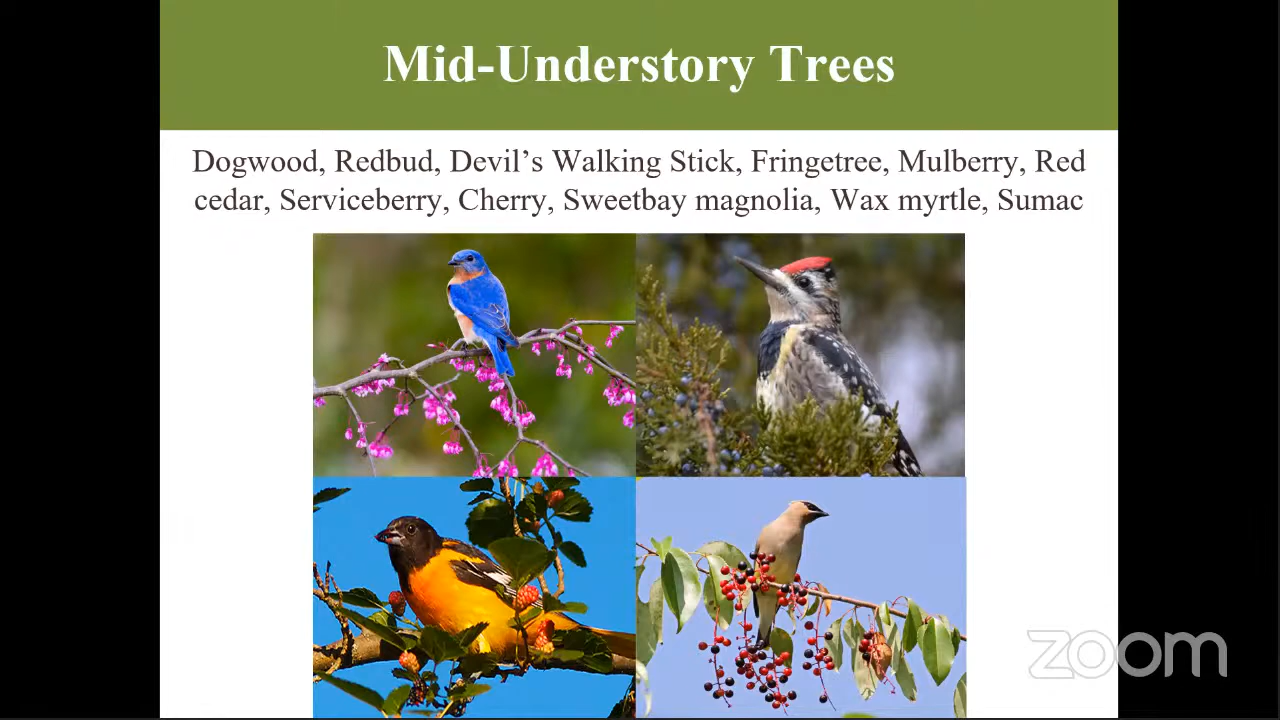 Mid-Understory Trees
Dogwood, Redbud, Devil’s Walking Stick, Fringetree, Mulberry, Red
cedar, Serviceberry, Cherry, Sweetbay magnolia, Wax myrtle, Sumac
zoom